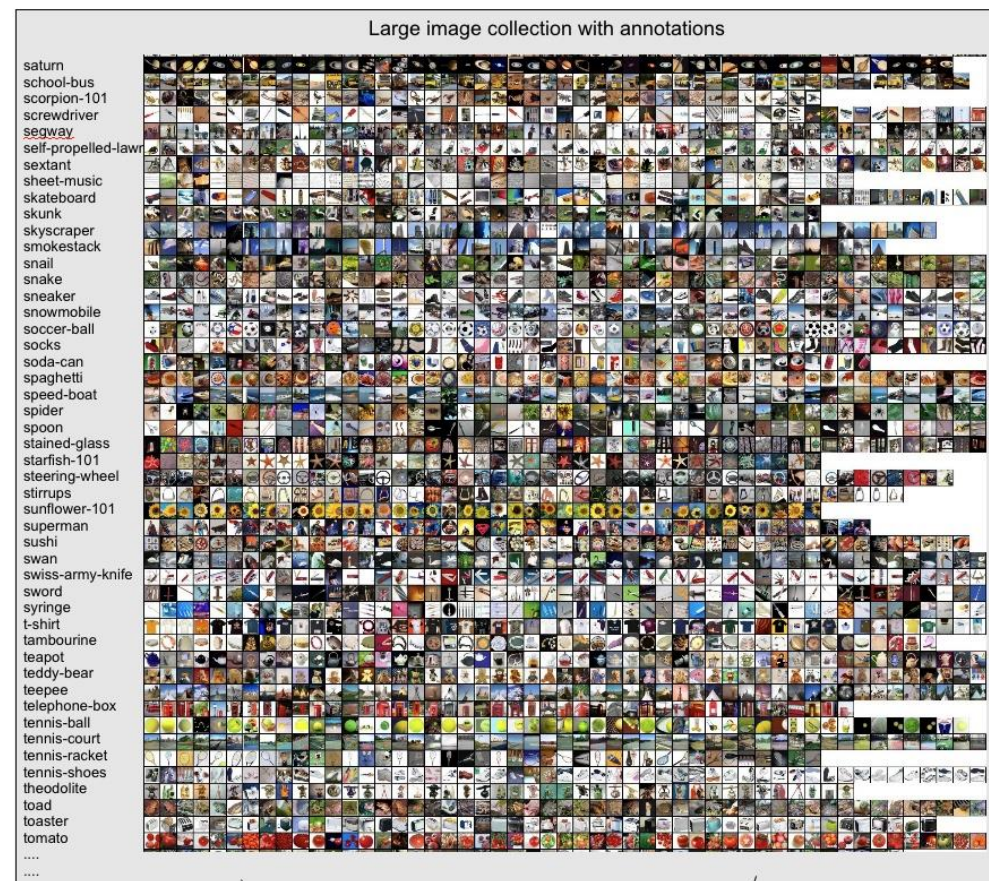 Large image collection with annotations
saturn
school-bus
scorpion-101
screwdriver
segway
self-propelled-lawn
sextant
sheet-music
skateboard
skunk
skyscraper
smokestack
snail
snake
sneaker
snowmobile
soccer-ball
socks
soda-can
spaghetti
speed-boat
spider
spoon
stained-glass
starfish-101
steering-wheel
stirrups
sunflower-101
superman
sushi
swan
swiss-army-knife
sword
syringe
t-shirt
tambourine
teapot
teddy-bear
teepee
telephone-box
tennis-ball
tennis-court
tennis-racket
tennis-shoes
theodolite
toad
toaster
tomato
....
....